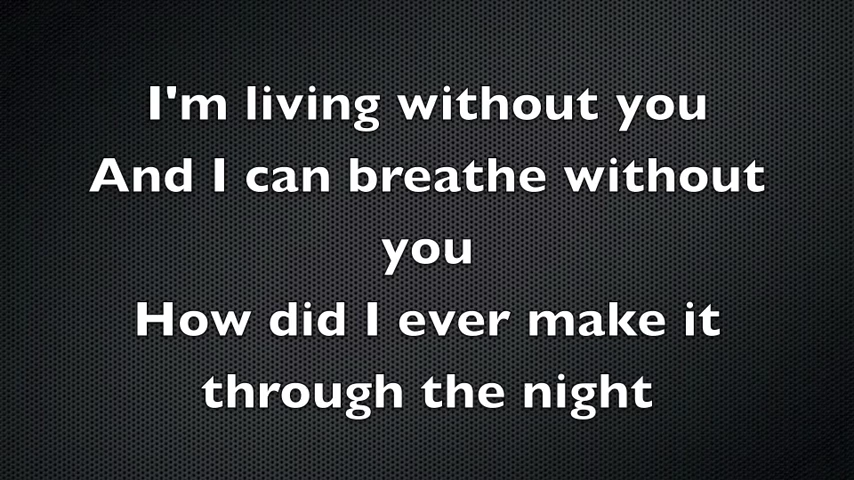 I'm living without you
And I can breathe without
you
How did I ever make it
through the night